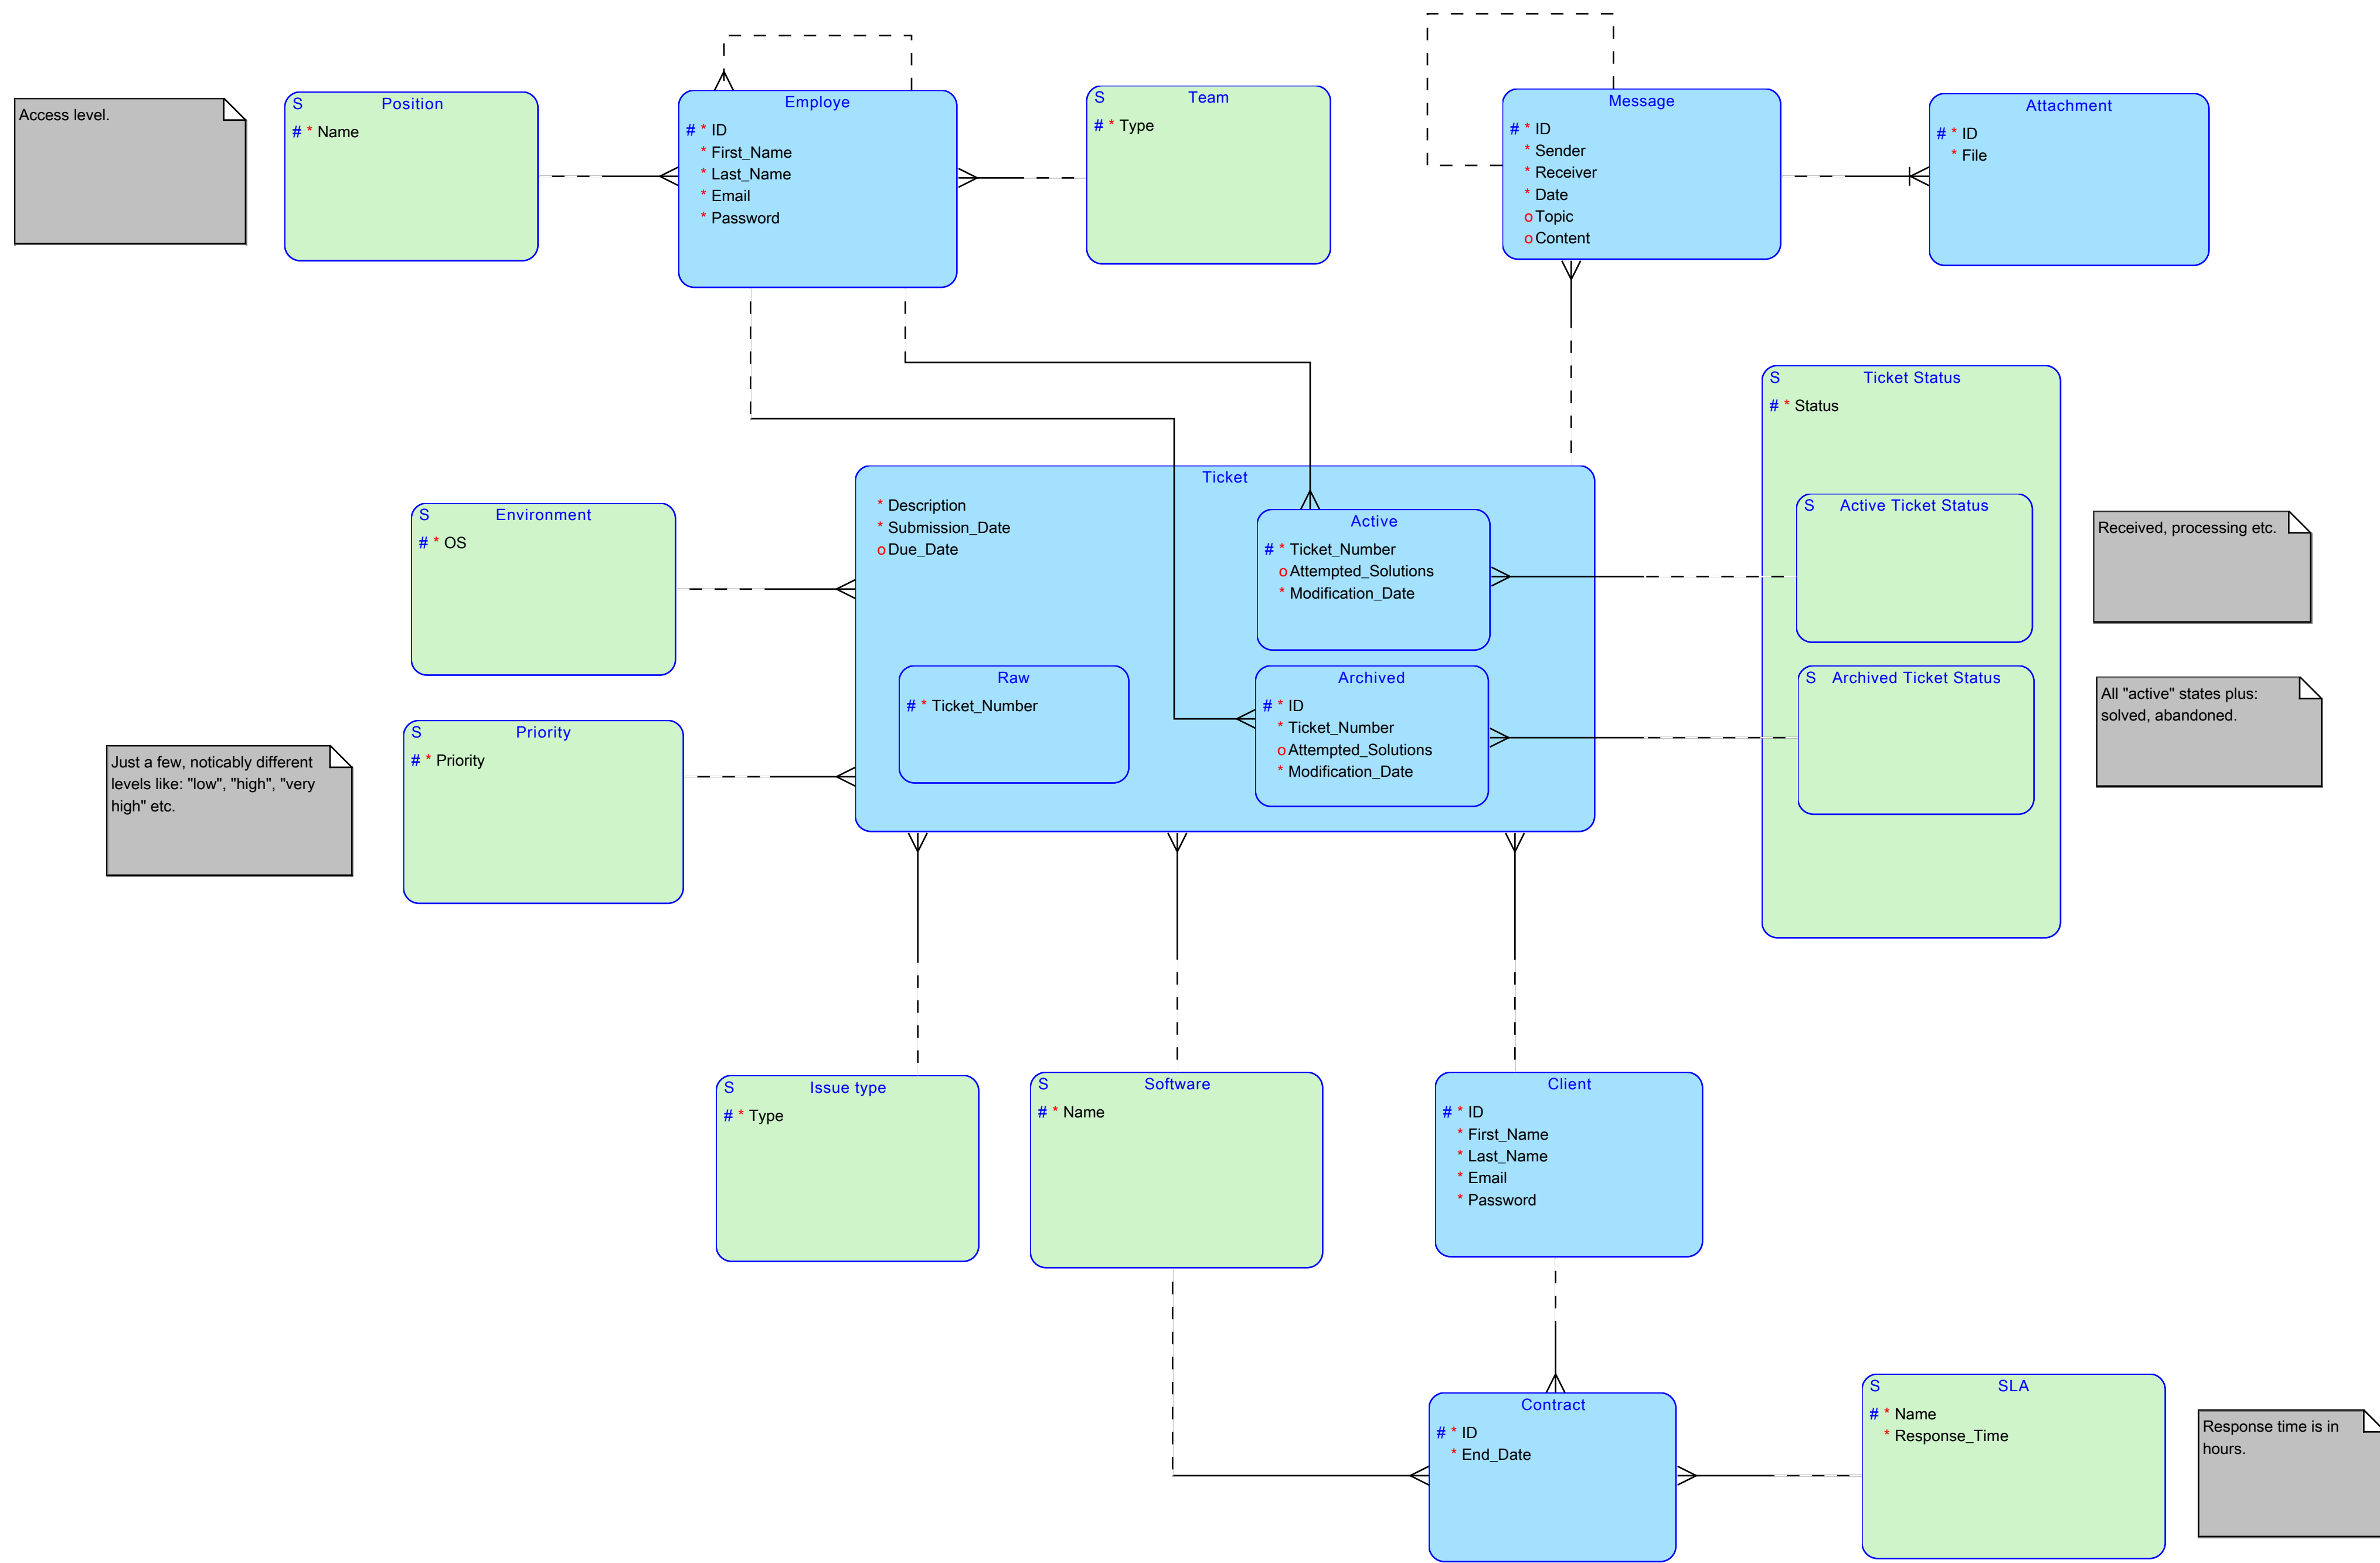 Access level.
S Position
# * Name
Employe
# * ID
* First_Name
* Last_Name
* Email
* Password
S Team
# * Type
Message
# * ID
* Sender
* Receiver
* Date
o Topic
o Content
Attachment
# * ID
* File
S Ticket Status
# * Status
S Active Ticket Status
S Archived Ticket Status
Received, processing etc.
All "active" states plus:
solved, abandoned.
S Environment
# * OS
Ticket
* Description
* Submission_Date
o Due_Date
Active
# * Ticket_Number
o Attempted_Solutions
* Modification_Date
Raw
# * Ticket_Number
Archived
# * ID
* Ticket_Number
o Attempted_Solutions
* Modification_Date
Just a few, noticably different
levels like: "low", "high", "very
high" etc.
S Priority
# * Priority
S Issue type
# * Type
S Software
# * Name
Client
# * ID
* First_Name
* Last_Name
* Email
* Password
Contract
# * ID
* End_Date
S SLA
# * Name
* Response_Time
Response time is in
hours.